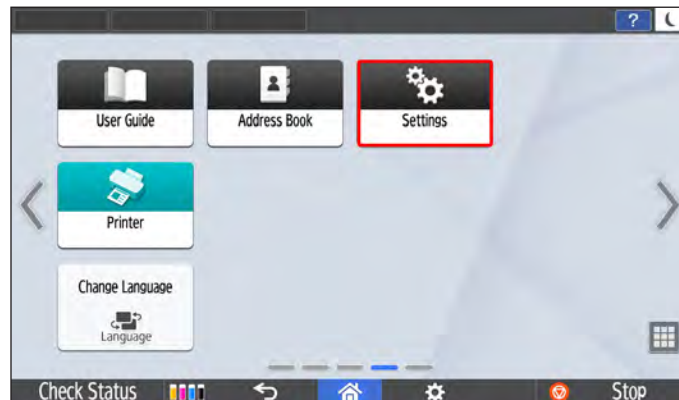 ?
User Guide
Address Book
Settings
Printer
Change Language
Language
Check Status
Stop